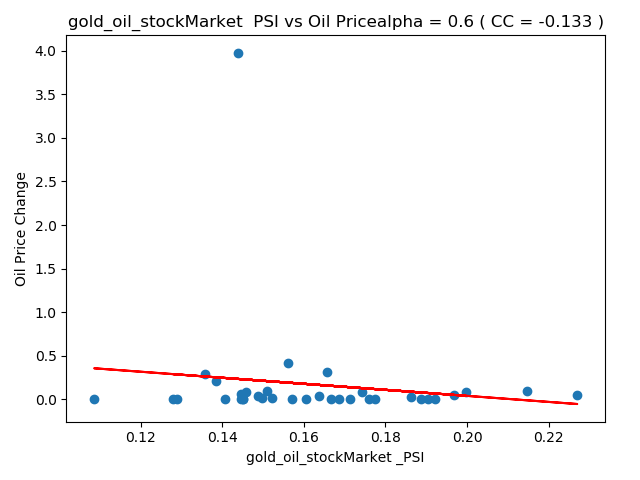 gold_oil_stockMarket  PSI vs Oil Pricealpha = 0.6 ( CC = -0.133 )
4.0
3.5
3.0
2.5
2.0
1.5
1.0
0.5
0.0
Oil Price Change
0.12 0.14 0.16 0.18 0.20 0.22
gold_oil_stockMarket _PSI